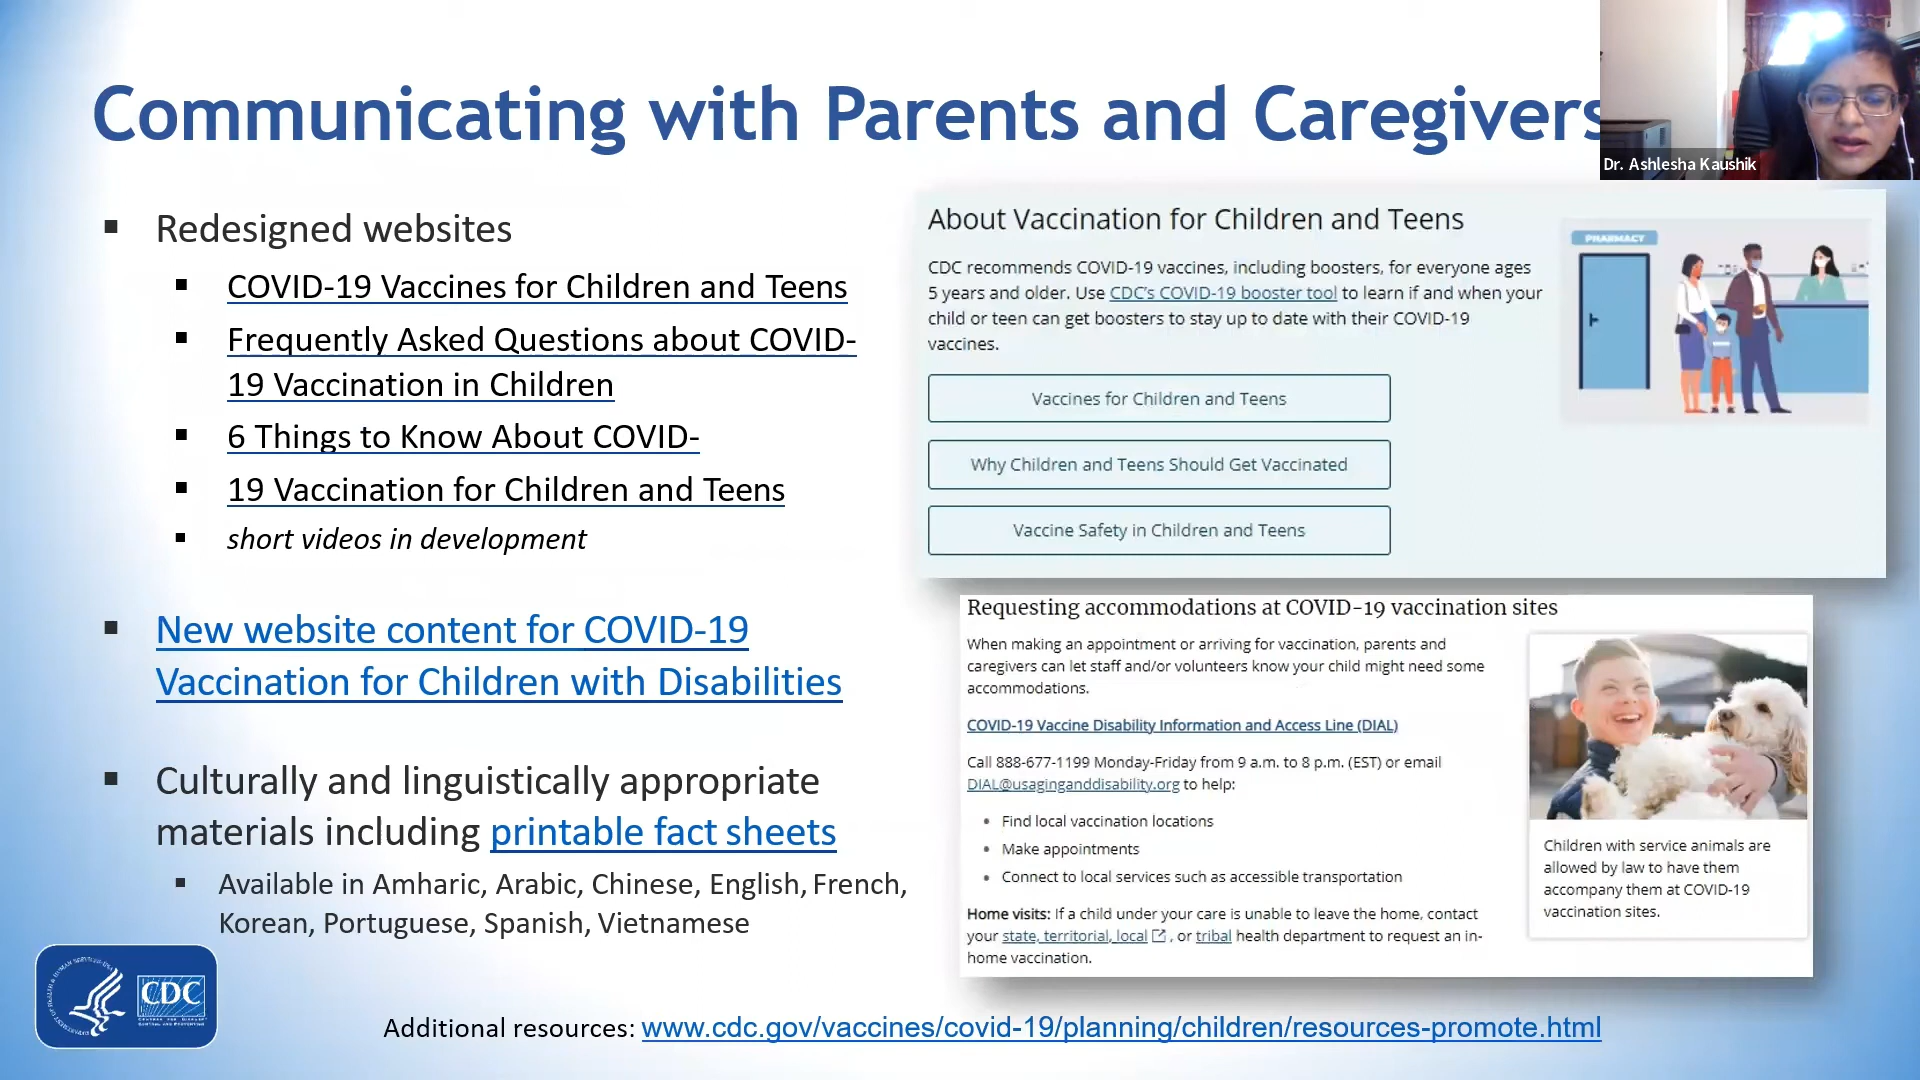 Communicating with Parents and Caregivers
Dr. Ashlesha Kaushik
Redesigned websites
COVID-19 Vaccines for Children and Teens
Frequently Asked Questions about COVID-
19 Vaccination in Children
6 Things to Know About COVID-
19 Vaccination for Children and Teens
short videos in development
New website content for COVID-19
Vaccination for Children with Disabilities
Culturally and linguistically appropriate
materials including printable fact sheets
Available in Amharic, Arabic, Chinese, English, French,
Korean, Portuguese, Spanish, Vietnamese
About Vaccination for Children and Teens
CDC recommends COVID-19 vaccines, including boosters, for everyone ages
5 years and older. Use CDC's COVID-19 booster tool to learn if and when your
child or teen can get boosters to stay up to date with their COVID-19
vaccines.
Vaccines for Children and Teens
Why Children and Teens Should Get Vaccinated
Vaccine Safety in Children and Teens
PHARMACY
Requesting accommodations at COVID-19 vaccination sites
When making an appointment or arriving for vaccination, parents and
caregivers can let staff and/or volunteers know your child might need some
accommodations.
COVID-19 Vaccine Disability Information and Access Line (DIAL)
Call 888-677-1199 Monday-Friday from 9 a.m. to 8 p.m. (EST) or email
DIAL@usaginganddisability.org to help:
Find local vaccination locations
Make appointments
Connect to local services such as accessible transportation
Home visits: If a child under your care is unable to leave the home, contact
your state, territorial, local, or tribal health department to request an in-
home vaccination.
Children with service animals are
allowed by law to have them
accompany them at COVID-19
vaccination sites.
CDC
Additional resources: www.cdc.gov/vaccines/covid-19/planning/children/resources-promote.html